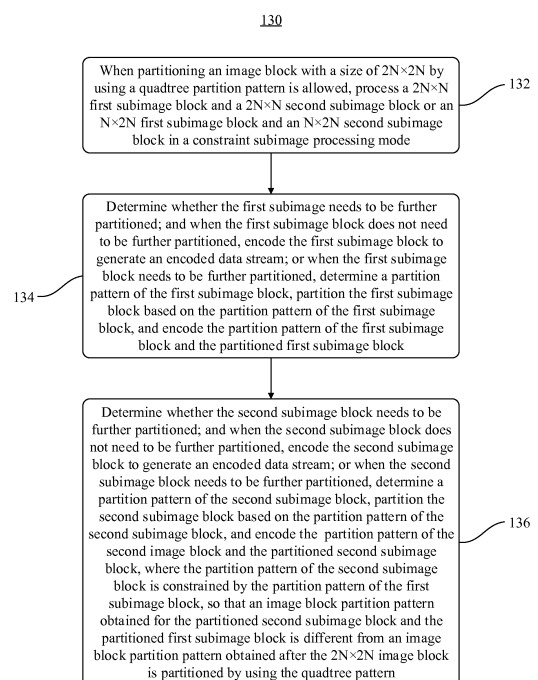 130
When partitioning an image block with a size of 2N×2N by
using a quadtree partition pattern is allowed, process a 2N×N
first subimage block and a 2N×N second subimage block or an
N×2N first subimage block and an N×2N second subimage
block in a constraint subimage processing mode
132
Determine whether the first subimage needs to be further
partitioned; and when the first subimage block does not need
to be further partitioned, encode the first subimage block to
generate an encoded data stream; or when the first subimage
block needs to be further partitioned, determine a partition
pattern of the first subimage block, partition the first subimage
block based on the partition pattern of the first subimage
block, and encode the partition pattern of the first subimage
block and the partitioned first subimage block
134
Determine whether the second subimage block needs to be
further partitioned; and when the second subimage block does
not need to be further partitioned, encode the second subimage
block to generate an encoded data stream; or when the second
subimage block needs to be further partitioned, determine a
partition pattern of the second subimage block, partition the
second subimage block based on the partition pattern of the
second subimage block, and encode the partition pattern of the
second image block and the partitioned second subimage
block, where the partition pattern of the second subimage
block is constrained by the partition pattern of the first
subimage block, so that an image block partition pattern
obtained for the partitioned second subimage block and the
partitioned first subimage block is different from an image
block partition pattern obtained after the 2N×2N image block
is partitioned by using the quadtree pattern
136